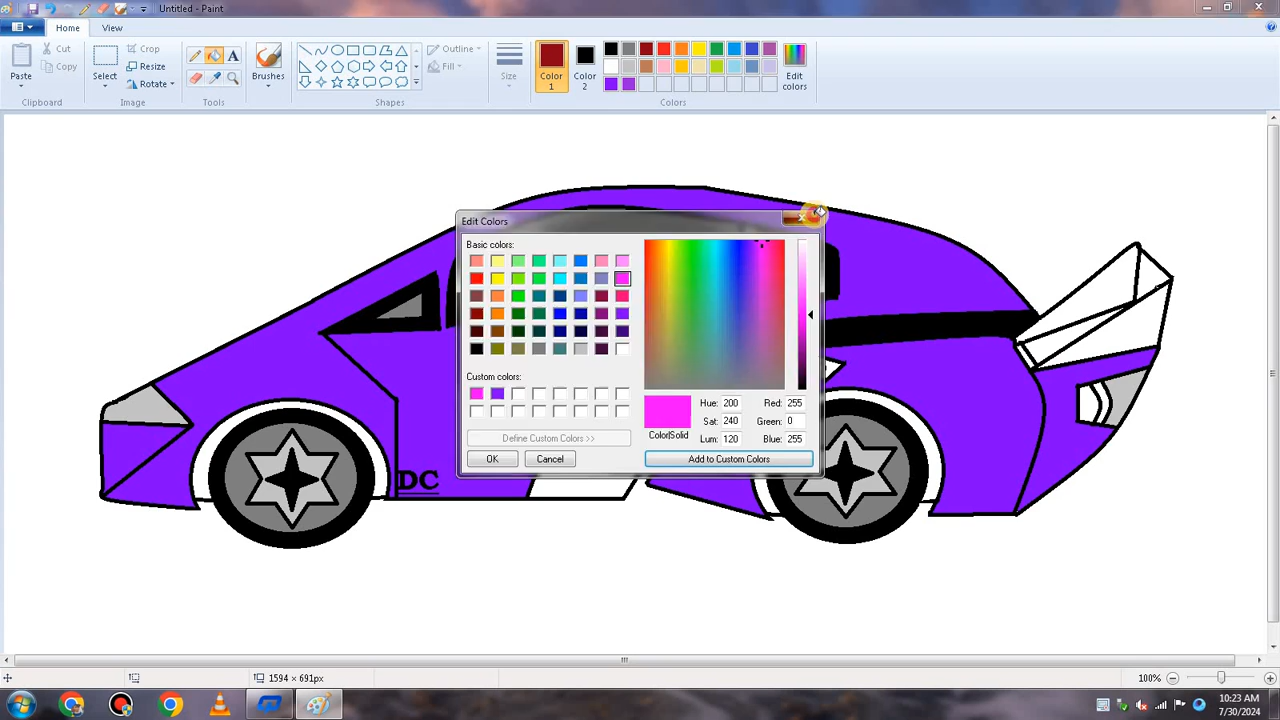 Untitled - Paint
Home View
Paste
Cut
Copy
Clipboard
Select
Crop
Resize
Rotate
Image
A
Tools
Brushes
Outline
Fill
Shapes
Size
Color 1
Color 2
Edit colors
Colors
Edit Colors
Basic colors:
Custom colors:
Define Custom Colors >>
OK Cancel
Hue: 200 Red: 255
Sat: 240 Green: 0
Color|Solid Lum: 120 Blue: 255
Add to Custom Colors
DC
1594 × 691px
100%
10:23 AM
7/30/2024